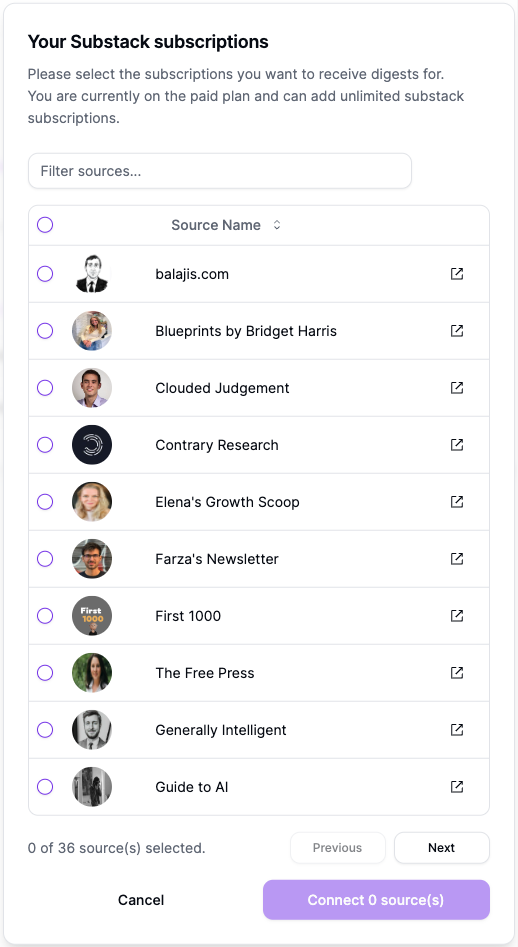 Your Substack subscriptions
Please select the subscriptions you want to receive digests for.
You are currently on the paid plan and can add unlimited substack
subscriptions.
Filter sources...
Source Name
balajis.com
Blueprints by Bridget Harris
Clouded Judgement
Contrary Research
Elena's Growth Scoop
Farza's Newsletter
First
1000
First 1000
The Free Press
Generally Intelligent
Guide to AI
0 of 36 source(s) selected.
Previous
Next
Cancel
Connect 0 source(s)